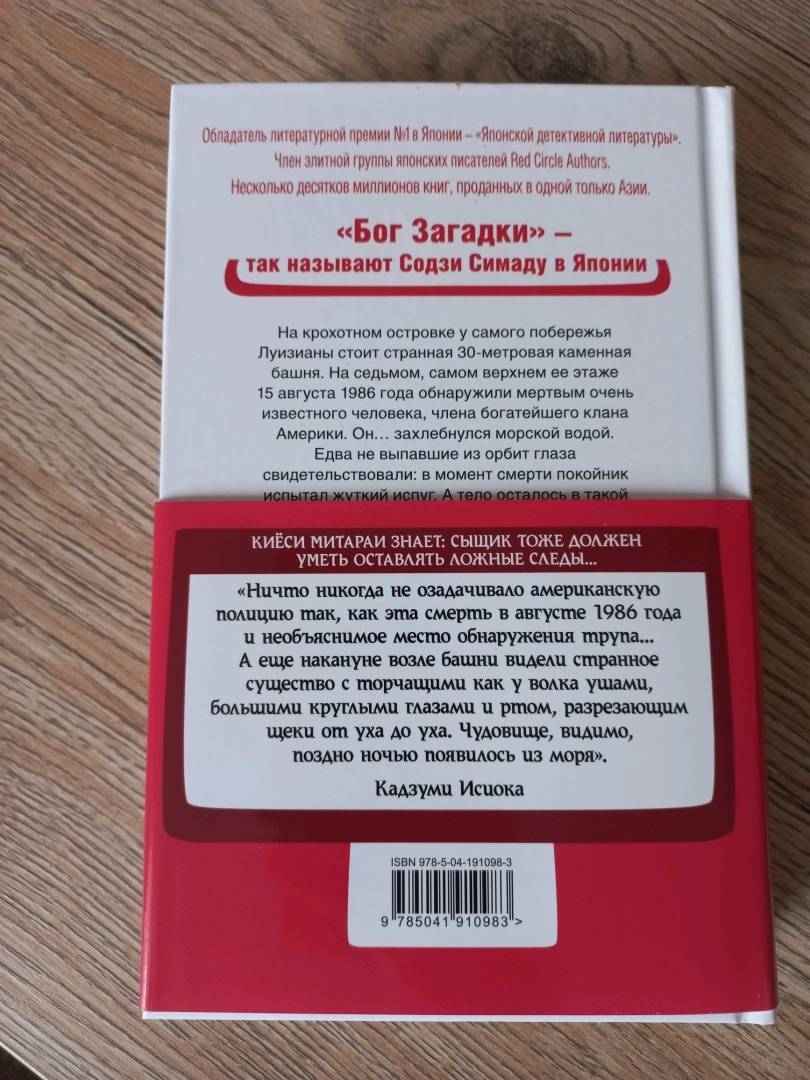 Обладатель литературной премии №1 в Японии – «Японской детективной литературы».
Член элитной группы японских писателей Red Circle Authors.
Несколько десятков миллионов книг, проданных в одной только Азии.
«Бог Загадки» –
так называют Содзи Симаду в Японии
На крохотном островке у самого побережья
Луизианы стоит странная 30-метровая каменная
башня. На седьмом, самом верхнем ее этаже
15 августа 1986 года обнаружили мертвым очень
известного человека, члена богатейшего клана
Америки. Он... захлебнулся морской водой.
Едва не выпавшие из орбит глаза
свидетельствовали: в момент смерти покойник
испытал жуткий испуг. А тело осталось в такой
КИЁСИ МИТАРАИ ЗНАЕТ: СЫЩИК ТОЖЕ ДОЛЖЕН
УМЕТЬ ОСТАВЛЯТЬ ЛОЖНЫЕ СЛЕДЫ...
«Ничто никогда не озадачивало американскую
полицию так, как эта смерть в августе 1986 года
и необъяснимое место обнаружения трупа...
А еще накануне возле башни видели странное
существо с торчащими как у волка ушами,
большими круглыми глазами и ртом, разрезающим
щеки от уха до уха. Чудовище, видимо,
поздно ночью появилось из моря».
Кадзуми Исиока
ISBN 978-5-04-191098-3
9 785041 910983 >